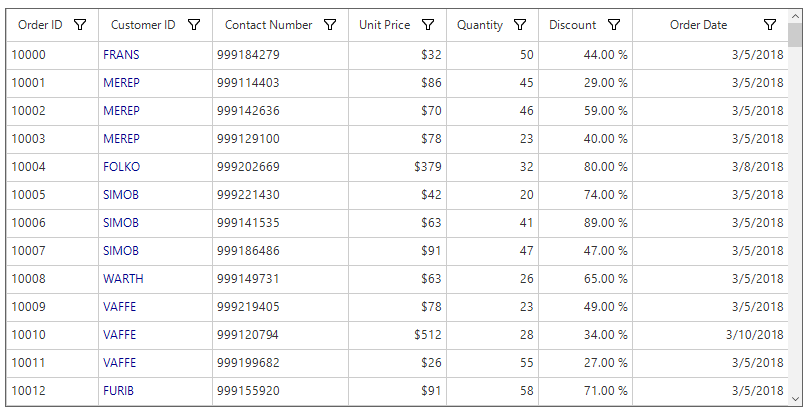 Order ID Customer ID Contact Number Unit Price Quantity Discount Order Date
10000 FRANS 999184279 $32 50 44.00 % 3/5/2018
10001 MEREP 999114403 $86 45 29.00 % 3/5/2018
10002 MEREP 999142636 $70 46 59.00 % 3/5/2018
10003 MEREP 999129100 $78 23 40.00 % 3/5/2018
10004 FOLKO 999202669 $379 32 80.00 % 3/8/2018
10005 SIMOB 999221430 $42 20 74.00 % 3/5/2018
10006 SIMOB 999141535 $63 41 89.00 % 3/5/2018
10007 SIMOB 999186486 $91 47 47.00 % 3/5/2018
10008 WARTH 999149731 $63 26 65.00 % 3/5/2018
10009 VAFFE 999219405 $78 23 49.00 % 3/5/2018
10010 VAFFE 999120794 $512 28 34.00 % 3/10/2018
10011 VAFFE 999199682 $26 55 27.00 % 3/5/2018
10012 FURIB 999155920 $91 58 71.00 % 3/5/2018